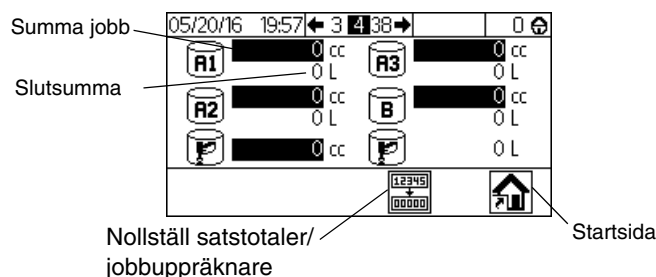 05/20/16 19:57 3 4 38 0
Summa jobb
A1 0 cc A3 0 cc
0 L 0 L
Slutsumma
A2 0 cc B 0 cc
0 L 0 L
0 cc 0 L
12345
00000
Startsida
Nollställ satstotaler/
jobbuppräknare